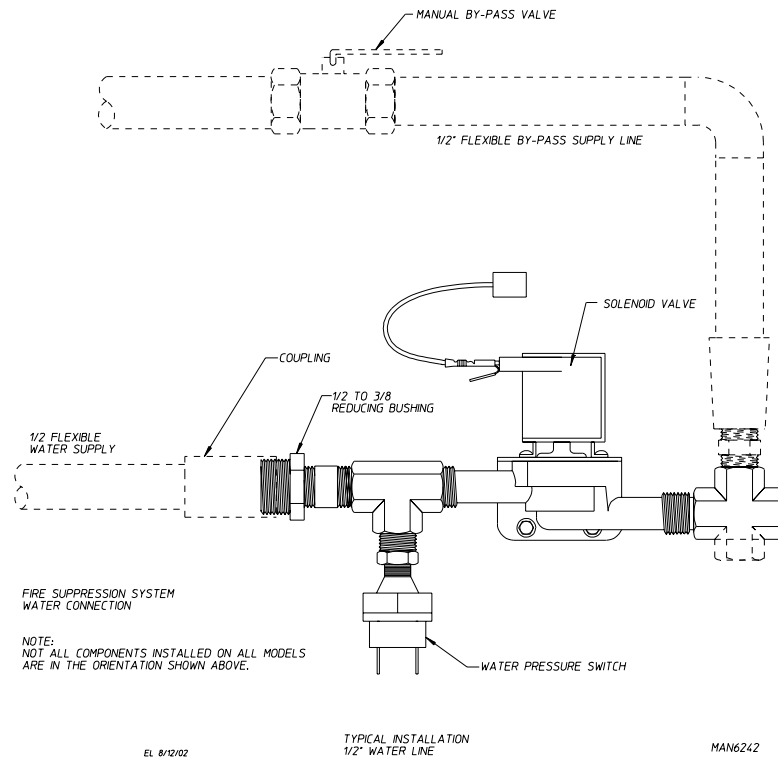 MANUAL BY-PASS VALVE
1/2" FLEXIBLE BY-PASS SUPPLY LINE
SOLENOID VALVE
COUPLING
1/2 TO 3/8
REDUCING BUSHING
1/2 FLEXIBLE
WATER SUPPLY
FIRE SUPPRESSION SYSTEM
WATER CONNECTION
NOTE:
NOT ALL COMPONENTS INSTALLED ON ALL MODELS
ARE IN THE ORIENTATION SHOWN ABOVE.
WATER PRESSURE SWITCH
TYPICAL INSTALLATION
1/2" WATER LINE
EL 8/12/02
MAN6242